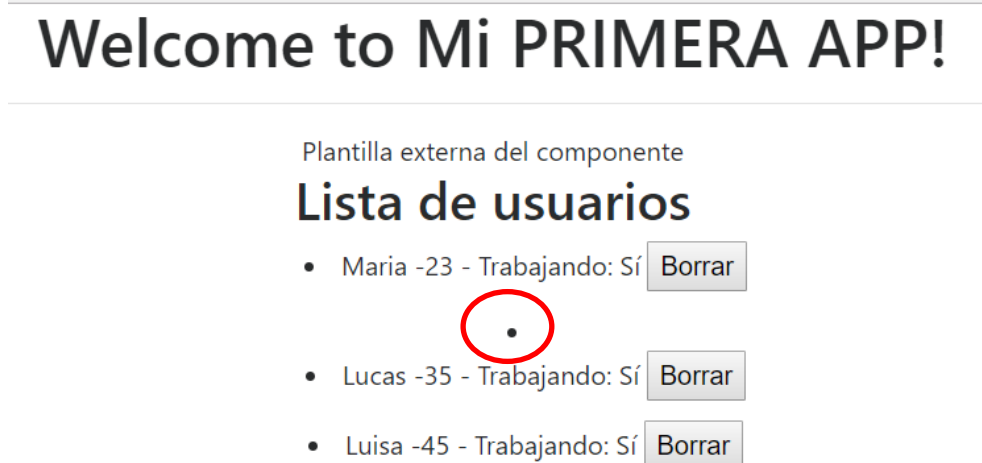 Welcome to Mi PRIMERA APP!
Plantilla externa del componente
Lista de usuarios
• Maria -23 - Trabajando: Sí Borrar
•
• Lucas -35 - Trabajando: Sí Borrar
• Luisa -45 - Trabajando: Sí Borrar